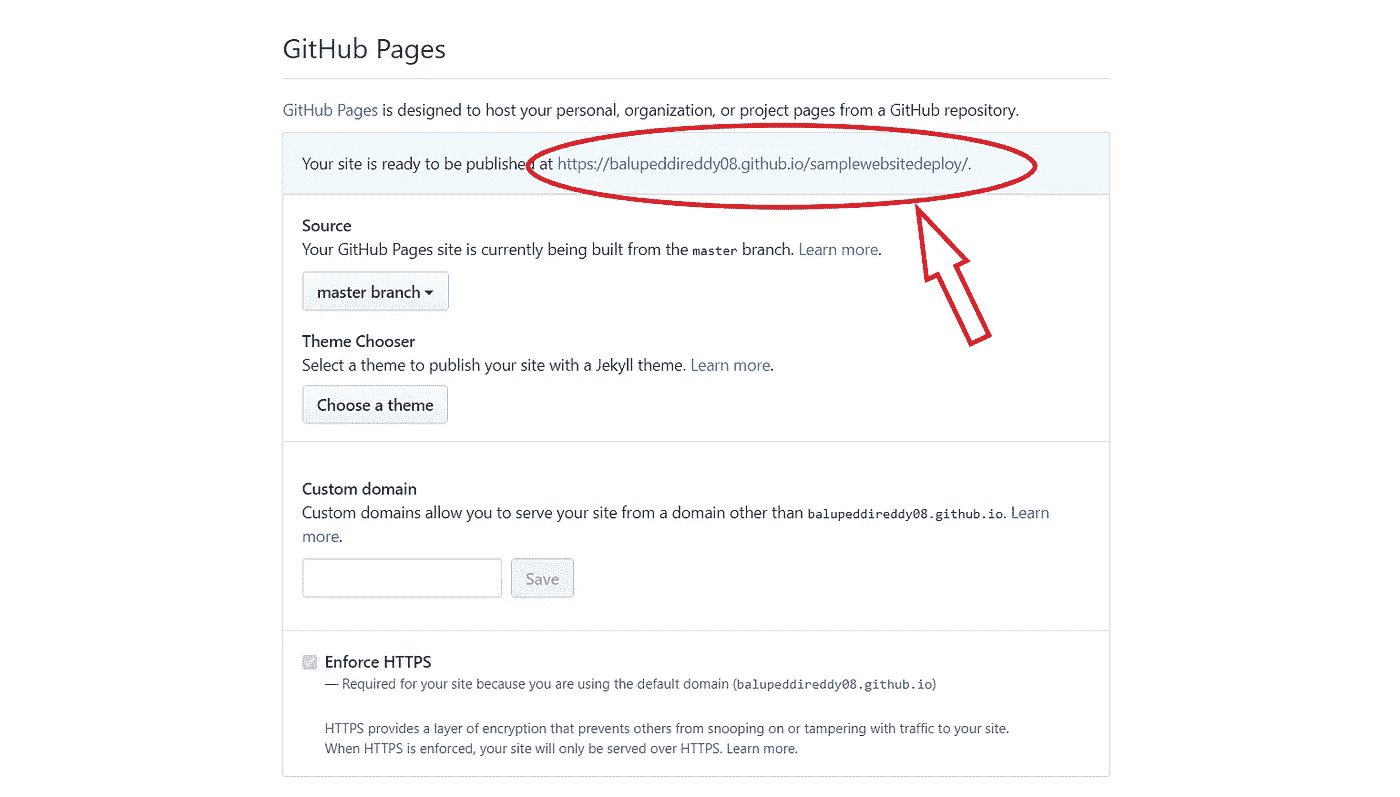 GitHub Pages
GitHub Pages is designed to host your personal, organization, or project pages from a GitHub repository.
Your site is ready to be published at https://balupeddireddy08.github.io/samplewebsitedeploy/.
Source
Your GitHub Pages site is currently being built from the master branch. Learn more.
master branch
Theme Chooser
Select a theme to publish your site with a Jekyll theme. Learn more.
Choose a theme
Custom domain
Custom domains allow you to serve your site from a domain other than balupeddireddy08.github.io. Learn
more.
Save
Enforce HTTPS
— Required for your site because you are using the default domain (balupeddireddy08.github.io)
HTTPS provides a layer of encryption that prevents others from snooping on or tampering with traffic to your site.
When HTTPS is enforced, your site will only be served over HTTPS. Learn more.